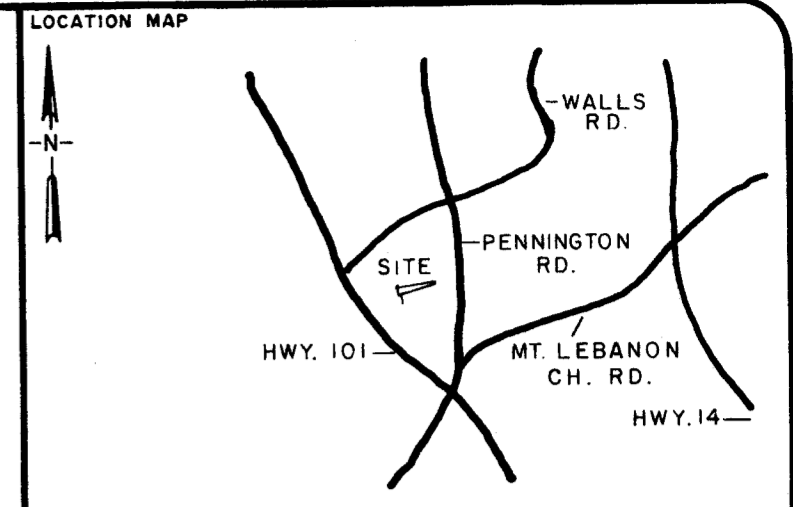 LOCATION MAP
-N-
WALLS
RD.
PENNINGTON
RD.
SITE
HWY. 101
MT. LEBANON
CH. RD.
HWY. 14